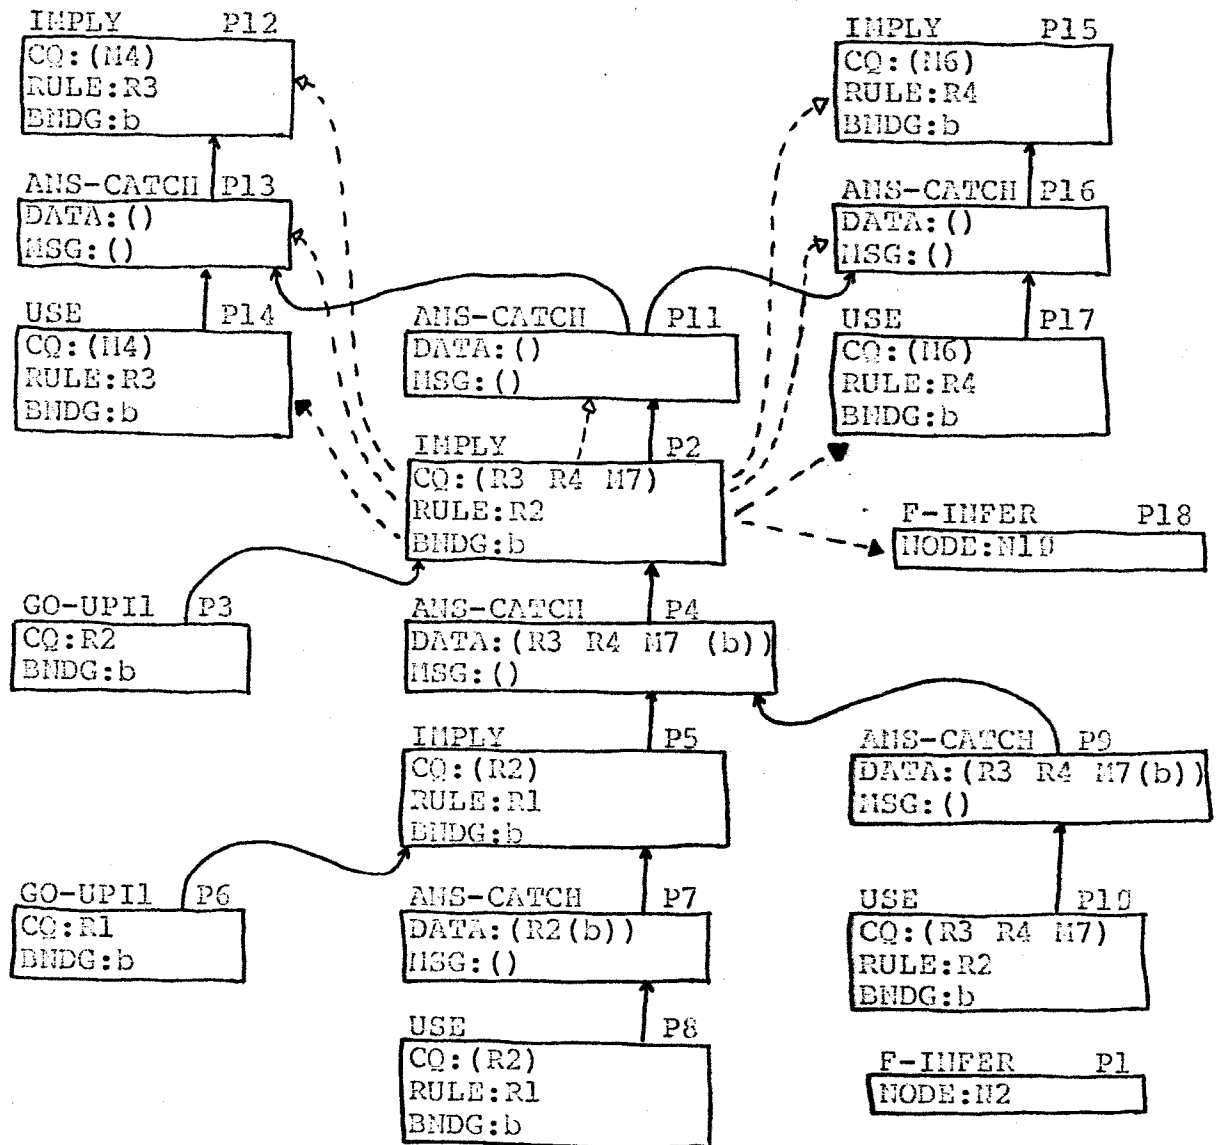 IMPLY P12
CQ:(M4)
RULE:R3
BNDG:b
ANS-CATCH P13
DATA:()
MSG:()
USE P14
CQ:(M4)
RULE:R3
BNDG:b
IMPLY P15
CQ:(M6)
RULE:R4
BNDG:b
ANS-CATCH P16
DATA:()
MSG:()
USE P17
CQ:(M6)
RULE:R4
BNDG:b
ANS-CATCH P11
DATA:()
MSG:()
IMPLY P2
CQ:(R3 R4 M7)
RULE:R2
BNDG:b
F-INFER P18
NODE:N10
GO-UPI1 P3
CQ:R2
BNDG:b
ANS-CATCH P4
DATA:(R3 R4 M7 (b))
MSG:()
IMPLY P5
CQ:(R2)
RULE:R1
BNDG:b
ANS-CATCH P9
DATA:(R3 R4 M7(b))
MSG:()
GO-UPI1 P6
CQ:R1
BNDG:b
ANS-CATCH P7
DATA:(R2(b))
MSG:()
USE P10
CQ:(R3 R4 M7)
RULE:R2
BNDG:b
USE P8
CQ:(R2)
RULE:R1
BNDG:b
F-INFER P1
NODE:N2